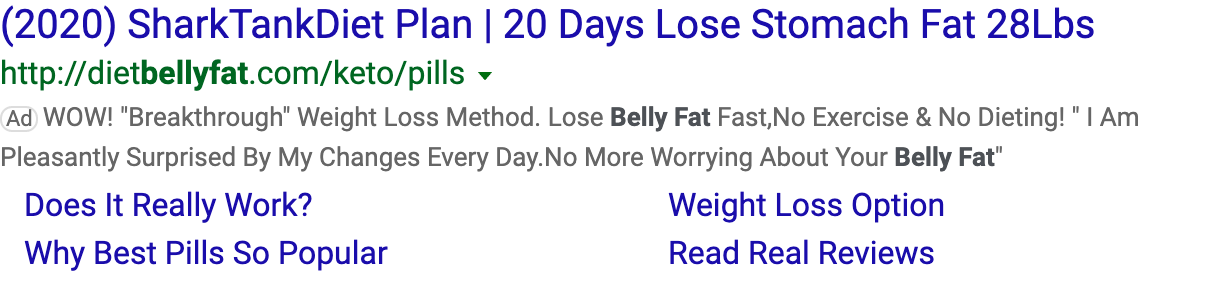 (2020) SharkTankDiet Plan | 20 Days Lose Stomach Fat 28Lbs
http://dietbellyfat.com/keto/pills
Ad WOW! "Breakthrough" Weight Loss Method. Lose Belly Fat Fast,No Exercise & No Dieting! " I Am
Pleasantly Surprised By My Changes Every Day.No More Worrying About Your Belly Fat"
Does It Really Work? Weight Loss Option
Why Best Pills So Popular Read Real Reviews